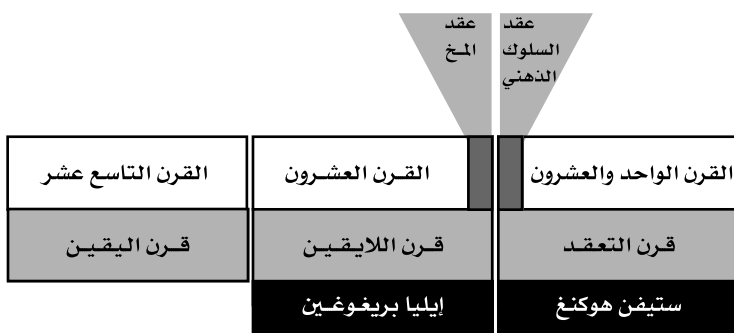 عقد
السلوك
الذهني
عقد
المخ
القرن الواحد والعشرون
القرن العشرون
القرن التاسع عشر
قرن التعقد
قرن اللايقين
قرن اليقين
ستيفن هوكنغ
إيليا بريغوغين